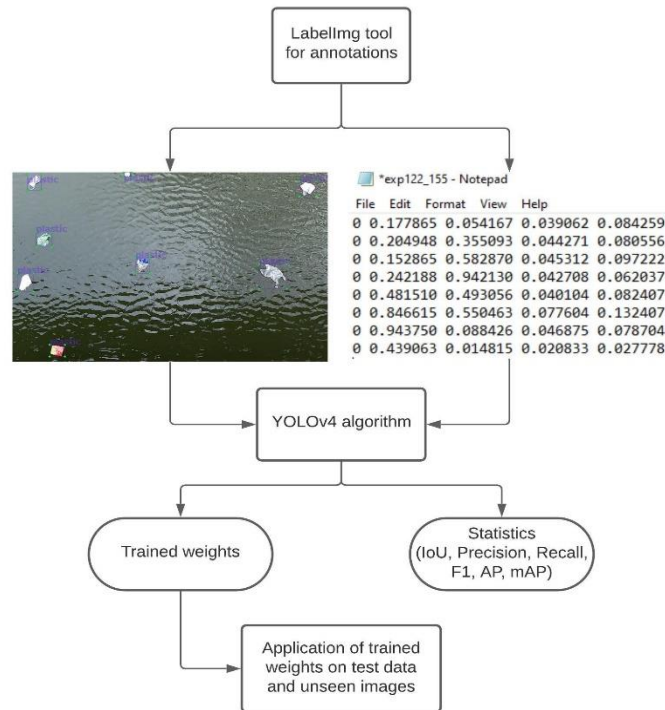 LabelImg tool
for annotations
plastic
plastic
plastic
*exp122_155 - Notepad
File Edit Format View Help
0 0.177865 0.054167 0.039062 0.084259
0 0.204948 0.355093 0.044271 0.080556
0 0.152865 0.582870 0.045312 0.097222
0 0.242188 0.942130 0.042708 0.062037
0 0.481510 0.493056 0.040104 0.082407
0 0.846615 0.550463 0.077604 0.132407
0 0.943750 0.088426 0.046875 0.078704
0 0.439063 0.014815 0.020833 0.027778
YOLOv4 algorithm
Trained weights
Statistics
(IoU, Precision, Recall,
F1, AP, mAP)
Application of trained
weights on test data
and unseen images